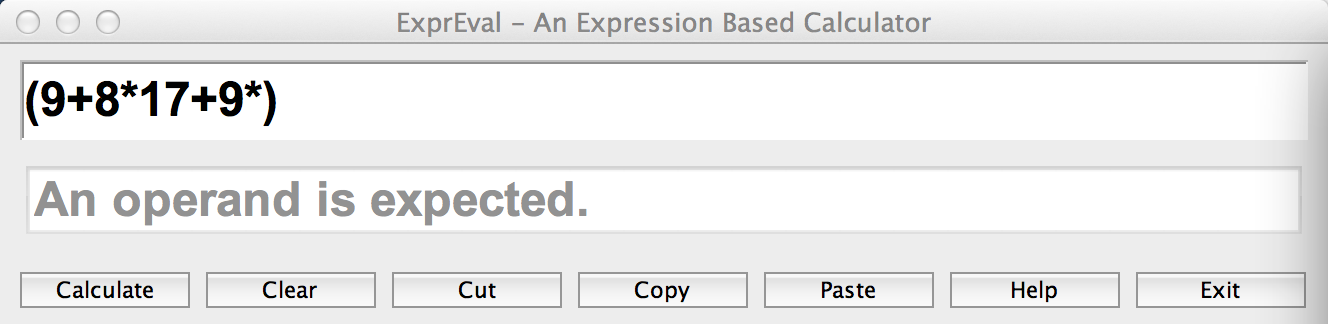 ExprEval – An Expression Based Calculator
(9+8*17+9*)
An operand is expected.
Calculate Clear Cut Copy Paste Help Exit